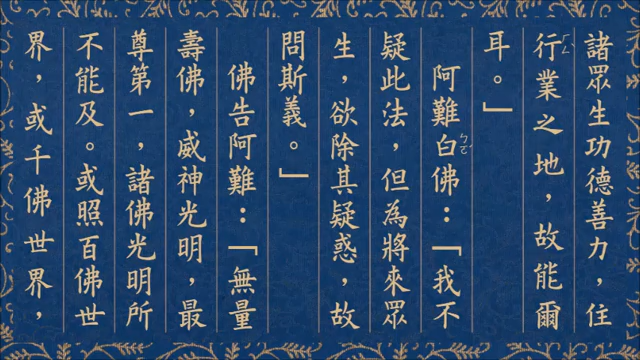 諸眾生功德善力，住
行業之地，故能爾
耳。」
阿難白佛：「我不
疑此法，但為將來眾
生，欲除其疑惑，故
問斯義。」
佛告阿難：「無量
壽佛，威神光明，最
尊第一，諸佛光明所
不能及。或照百佛世
界，或千佛世界，